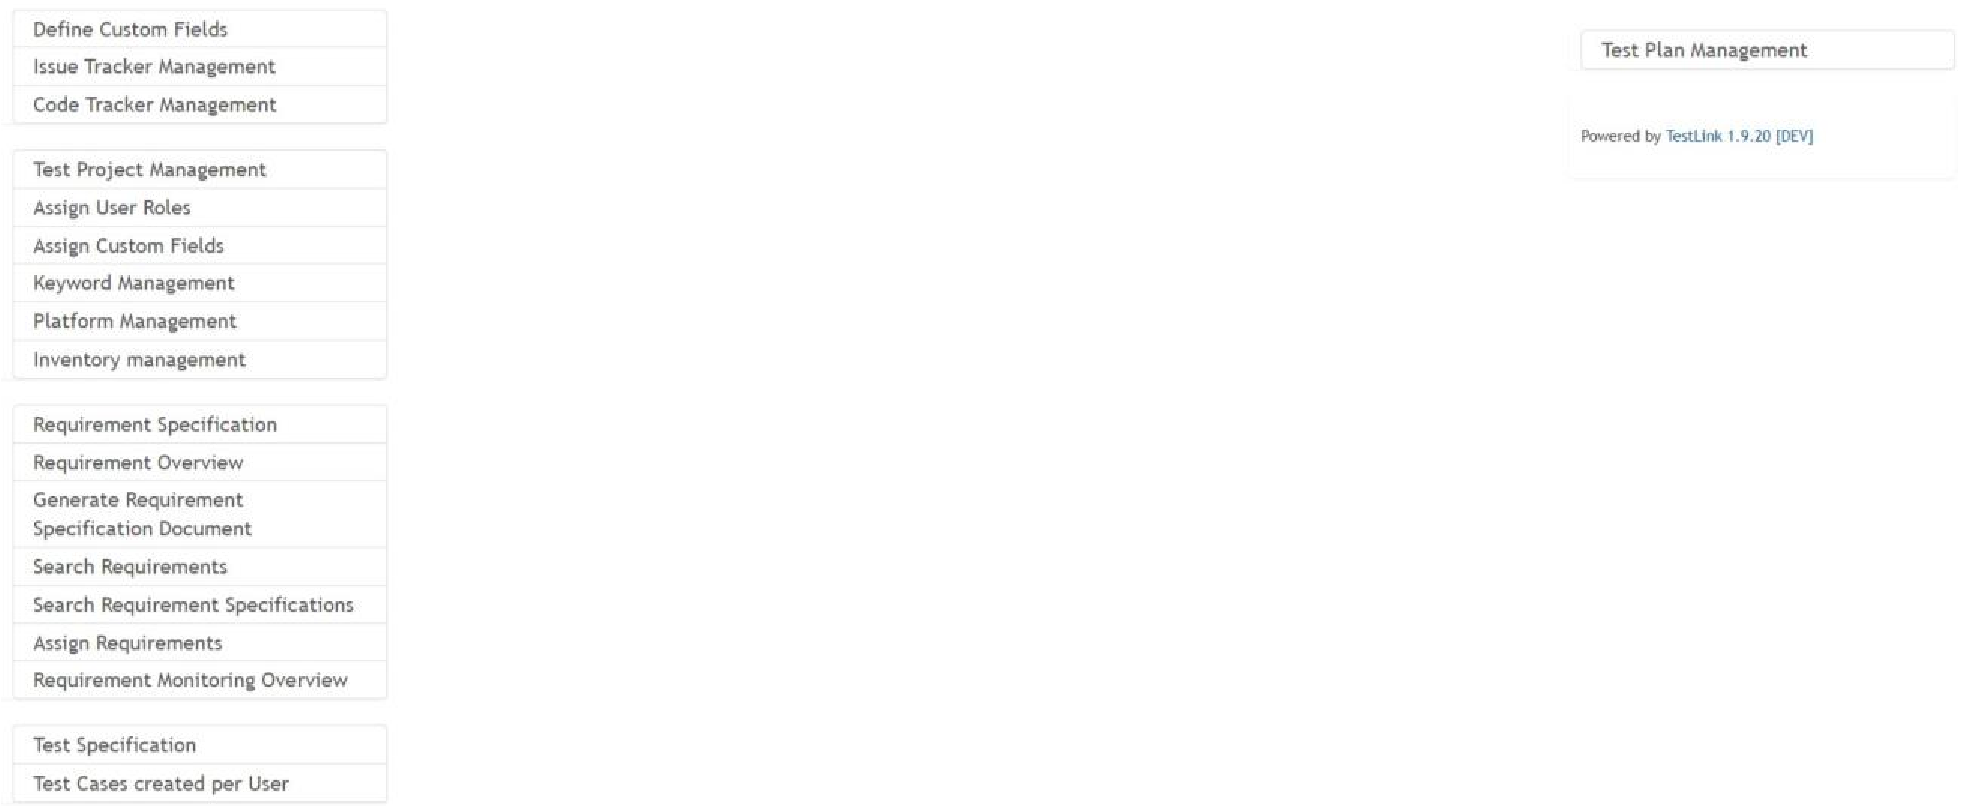 Define Custom Fields
Issue Tracker Management
Code Tracker Management
Test Project Management
Assign User Roles
Assign Custom Fields
Keyword Management
Platform Management
Inventory management
Requirement Specification
Requirement Overview
Generate Requirement
Specification Document
Search Requirements
Search Requirement Specifications
Assign Requirements
Requirement Monitoring Overview
Test Specification
Test Cases created per User
Test Plan Management
Powered by TestLink 1.9.20 [DEV]